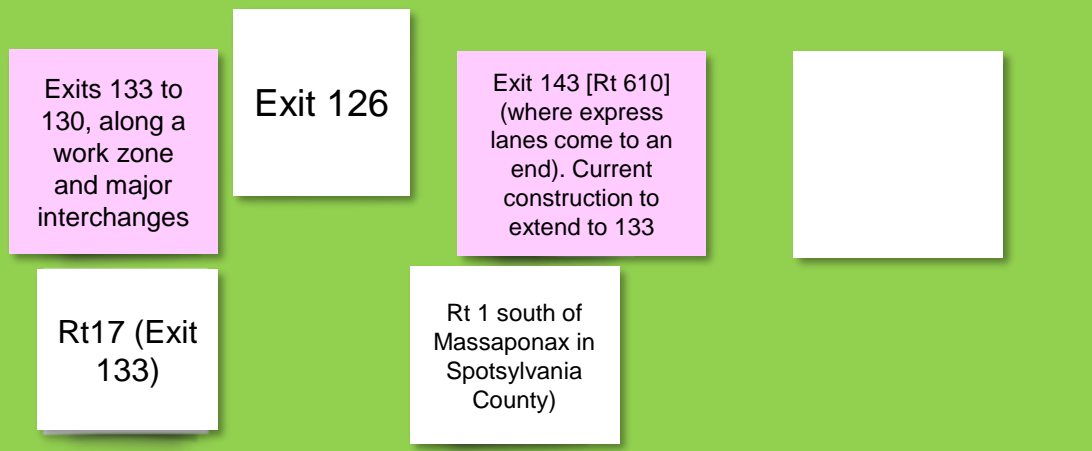 Exits 133 to
130, along a
work zone
and major
interchanges
Exit 126
Exit 143 [Rt 610]
(where express
lanes come to an
end). Current
construction to
extend to 133
Rt17 (Exit
133)
Rt 1 south of
Massaponax in
Spotsylvania
County)